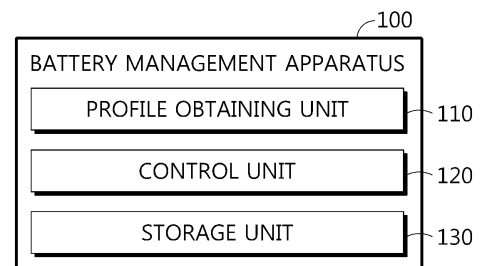 100
BATTERY MANAGEMENT APPARATUS
PROFILE OBTAINING UNIT
110
CONTROL UNIT
120
STORAGE UNIT
130